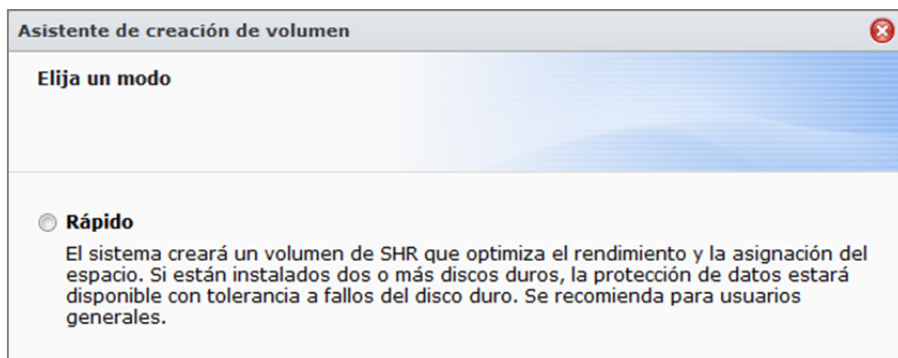 Asistente de creación de volumen
Elija un modo
Rápido
El sistema creará un volumen de SHR que optimiza el rendimiento y la asignación del
espacio. Si están instalados dos o más discos duros, la protección de datos estará
disponible con tolerancia a fallos del disco duro. Se recomienda para usuarios
generales.